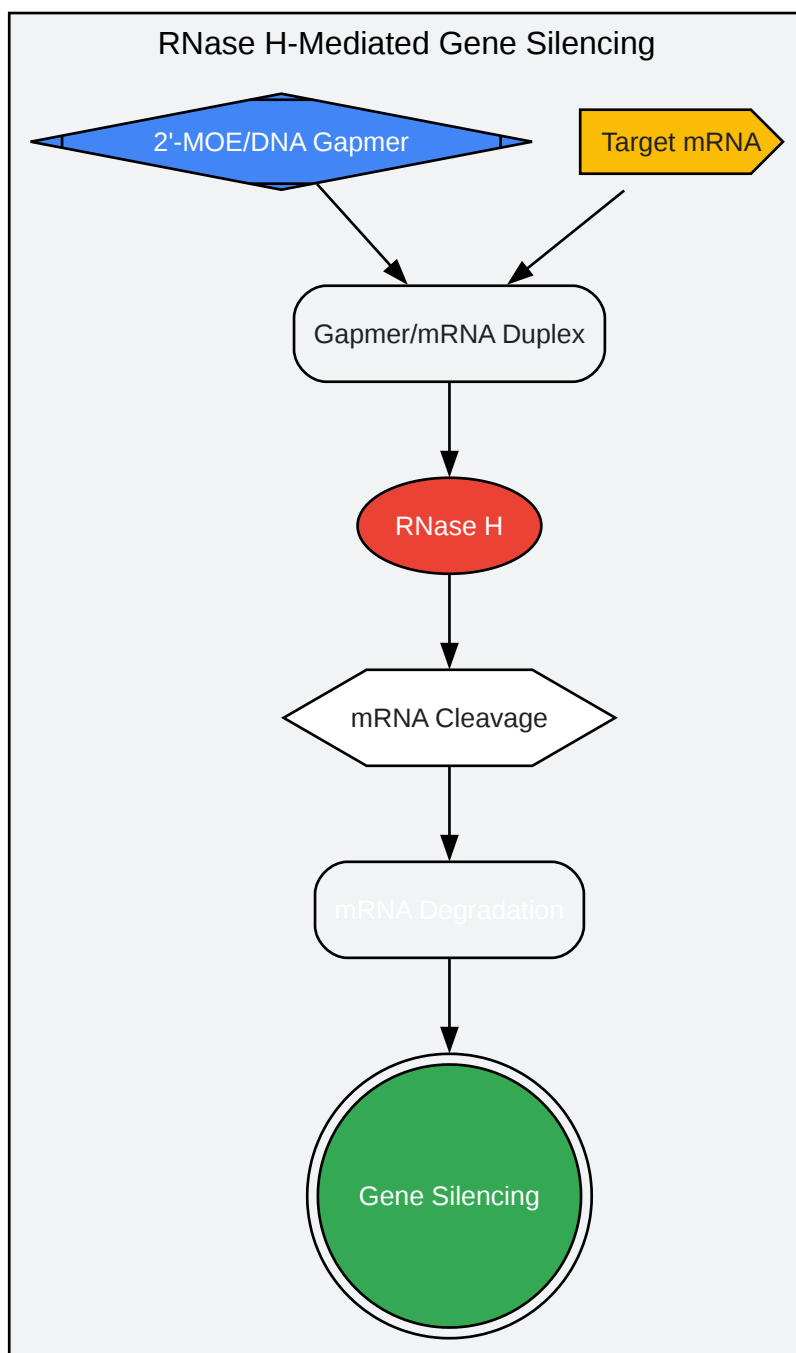 RNase H-Mediated Gene Silencing
2'-MOE/DNA Gapmer
Target mRNA
Gapmer/mRNA Duplex
RNase H
mRNA Cleavage
mRNA Degradation
Gene Silencing